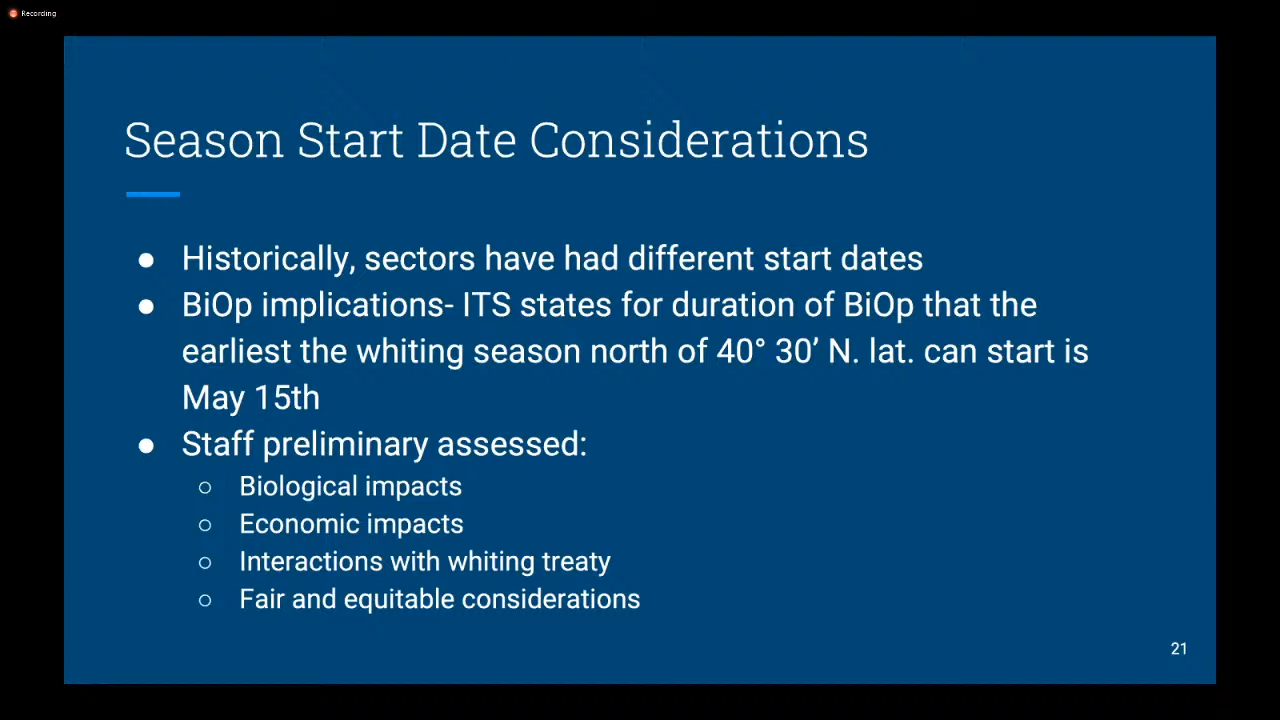 Recording
Season Start Date Considerations
● Historically, sectors have had different start dates
● BiOp implications- ITS states for duration of BiOp that the
earliest the whiting season north of 40° 30’ N. lat. can start is
May 15th
● Staff preliminary assessed:
○ Biological impacts
○ Economic impacts
○ Interactions with whiting treaty
○ Fair and equitable considerations
21